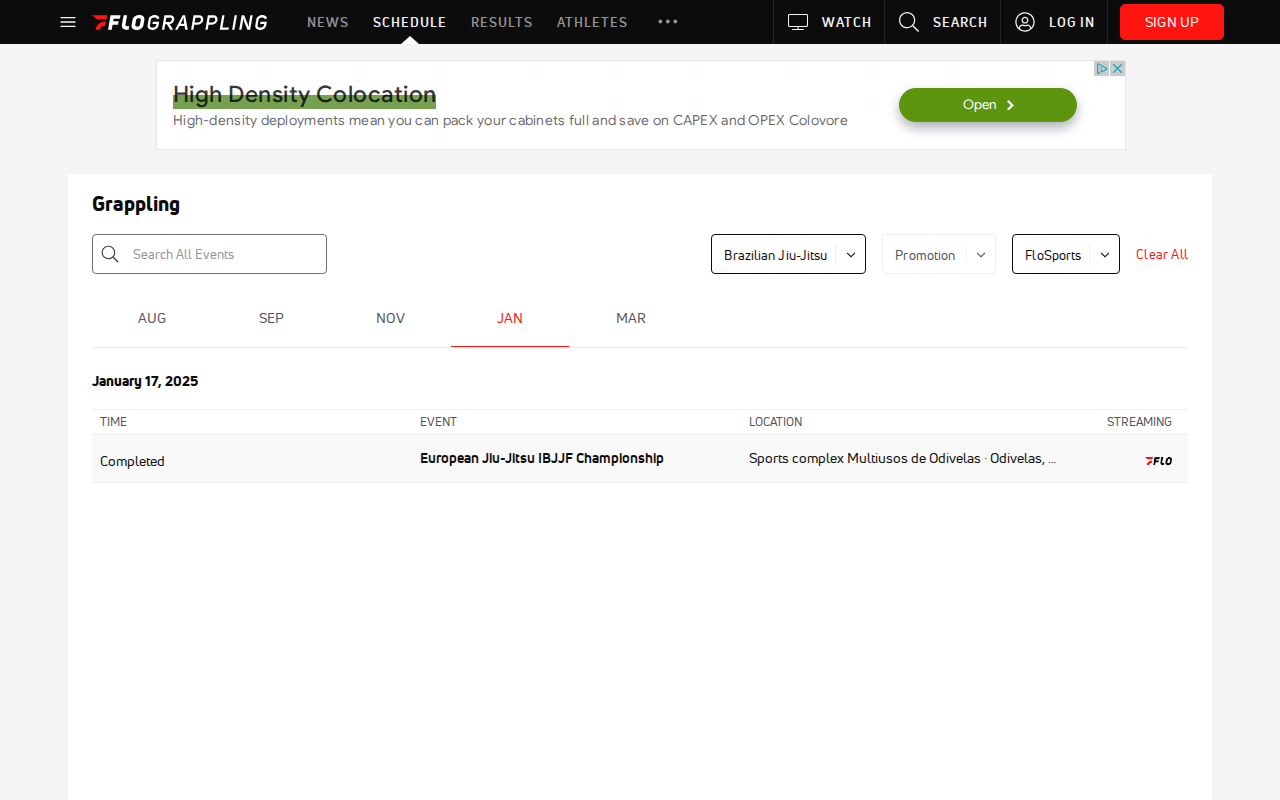 FLOGRAPPLING NEWS SCHEDULE RESULTS ATHLETES ••• WATCH SEARCH LOG IN SIGN UP
High Density Colocation
High-density deployments mean you can pack your cabinets full and save on CAPEX and OPEX Colovore
Open
Grappling
Search All Events Brazilian Jiu-Jitsu Promotion FloSports Clear All
AUG SEP NOV JAN MAR
January 17, 2025
TIME EVENT LOCATION STREAMING
Completed European Jiu-Jitsu IBJJF Championship Sports complex Multiusos de Odivelas · Odivelas, ... FLO